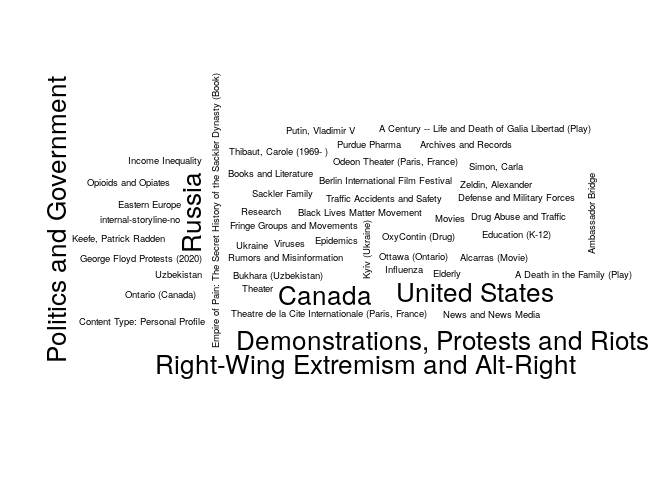 Politics and Government
Russia
Empire of Pain: The Secret History of the Sackler Dynasty (Book)
Putin, Vladimir V
A Century -- Life and Death of Galia Libertad (Play)
Purdue Pharma
Archives and Records
Thibaut, Carole (1969- )
Income Inequality
Odeon Theater (Paris, France)
Simon, Carla
Books and Literature
Opioids and Opiates
Berlin International Film Festival
Zeldin, Alexander
Sackler Family
Traffic Accidents and Safety
Defense and Military Forces
Ambassador Bridge
Eastern Europe
Research
Black Lives Matter Movement
Movies
Drug Abuse and Traffic
internal-storyline-no
Fringe Groups and Movements
Kyiv (Ukraine)
Keefe, Patrick Radden
Ukraine
Viruses
Epidemics
OxyContin (Drug)
Education (K-12)
George Floyd Protests (2020)
Rumors and Misinformation
Ottawa (Ontario)
Alcarras (Movie)
Uzbekistan
Bukhara (Uzbekistan)
Influenza
Elderly
A Death in the Family (Play)
Ontario (Canada)
Theater
Canada
United States
Content Type: Personal Profile
Theatre de la Cite Internationale (Paris, France)
News and News Media
Demonstrations, Protests and Riots
Right-Wing Extremism and Alt-Right